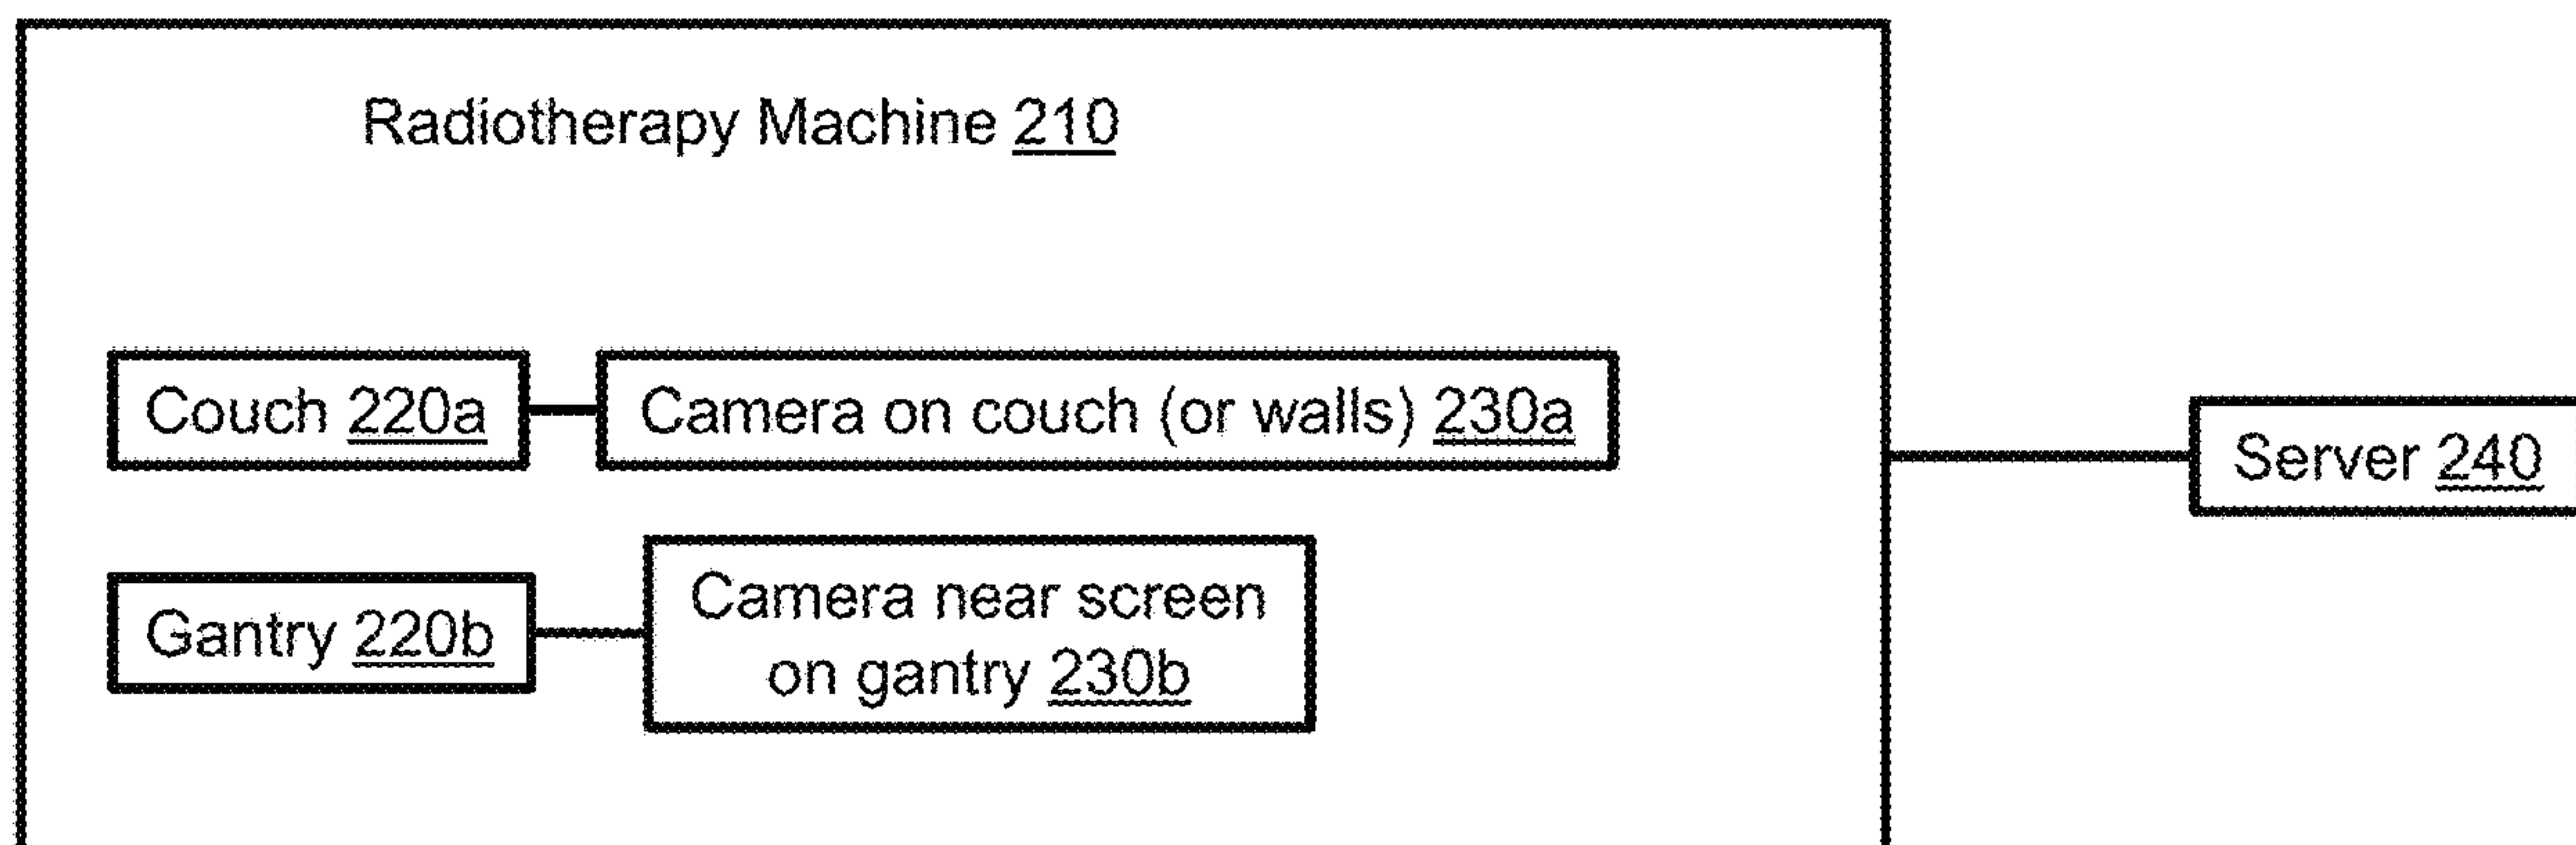 Radiotherapy Machine 210
Couch 220a
Camera on couch (or walls) 230a
Server 240
Gantry 220b
Camera near screen
on gantry 230b